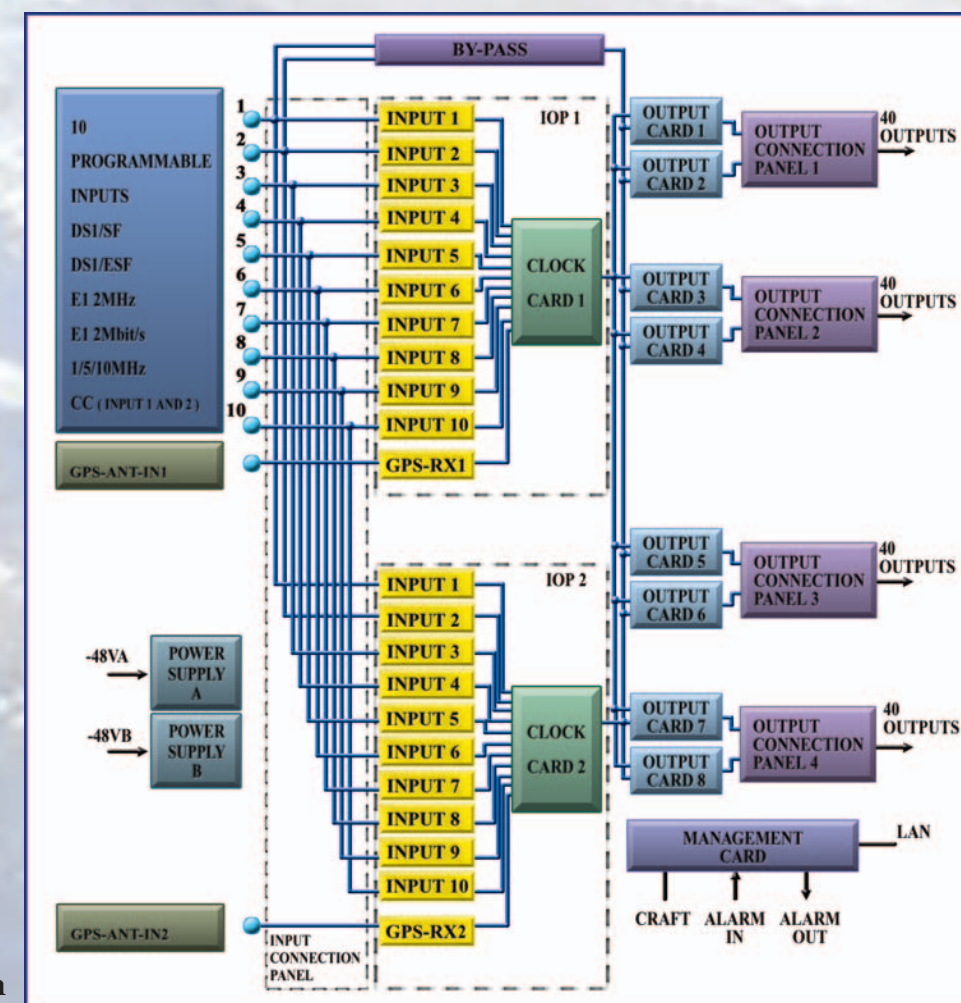 BY-PASS
10
PROGRAMMABLE
INPUTS
DS1/SF
DS1/ESF
E1 2MHz
E1 2Mbit/s
1/5/10MHz
CC ( INPUT 1 AND 2 )
GPS-ANT-IN1
1
2
3
4
5
6
7
8
9
10
IOP 1
INPUT 1
INPUT 2
INPUT 3
INPUT 4
INPUT 5
INPUT 6
INPUT 7
INPUT 8
INPUT 9
INPUT 10
GPS-RX1
CLOCK
CARD 1
OUTPUT
CARD 1
OUTPUT
CARD 2
OUTPUT
CONNECTION
PANEL 1
40
OUTPUTS
OUTPUT
CARD 3
OUTPUT
CARD 4
OUTPUT
CONNECTION
PANEL 2
40
OUTPUTS
-48VA
POWER
SUPPLY
A
-48VB
POWER
SUPPLY
B
IOP 2
INPUT 1
INPUT 2
INPUT 3
INPUT 4
INPUT 5
INPUT 6
INPUT 7
INPUT 8
INPUT 9
INPUT 10
GPS-RX2
CLOCK
CARD 2
OUTPUT
CARD 5
OUTPUT
CARD 6
OUTPUT
CONNECTION
PANEL 3
40
OUTPUTS
OUTPUT
CARD 7
OUTPUT
CARD 8
OUTPUT
CONNECTION
PANEL 4
40
OUTPUTS
MANAGEMENT
CARD
LAN
CRAFT
ALARM
IN
ALARM
OUT
GPS-ANT-IN2
INPUT
CONNECTION
PANEL